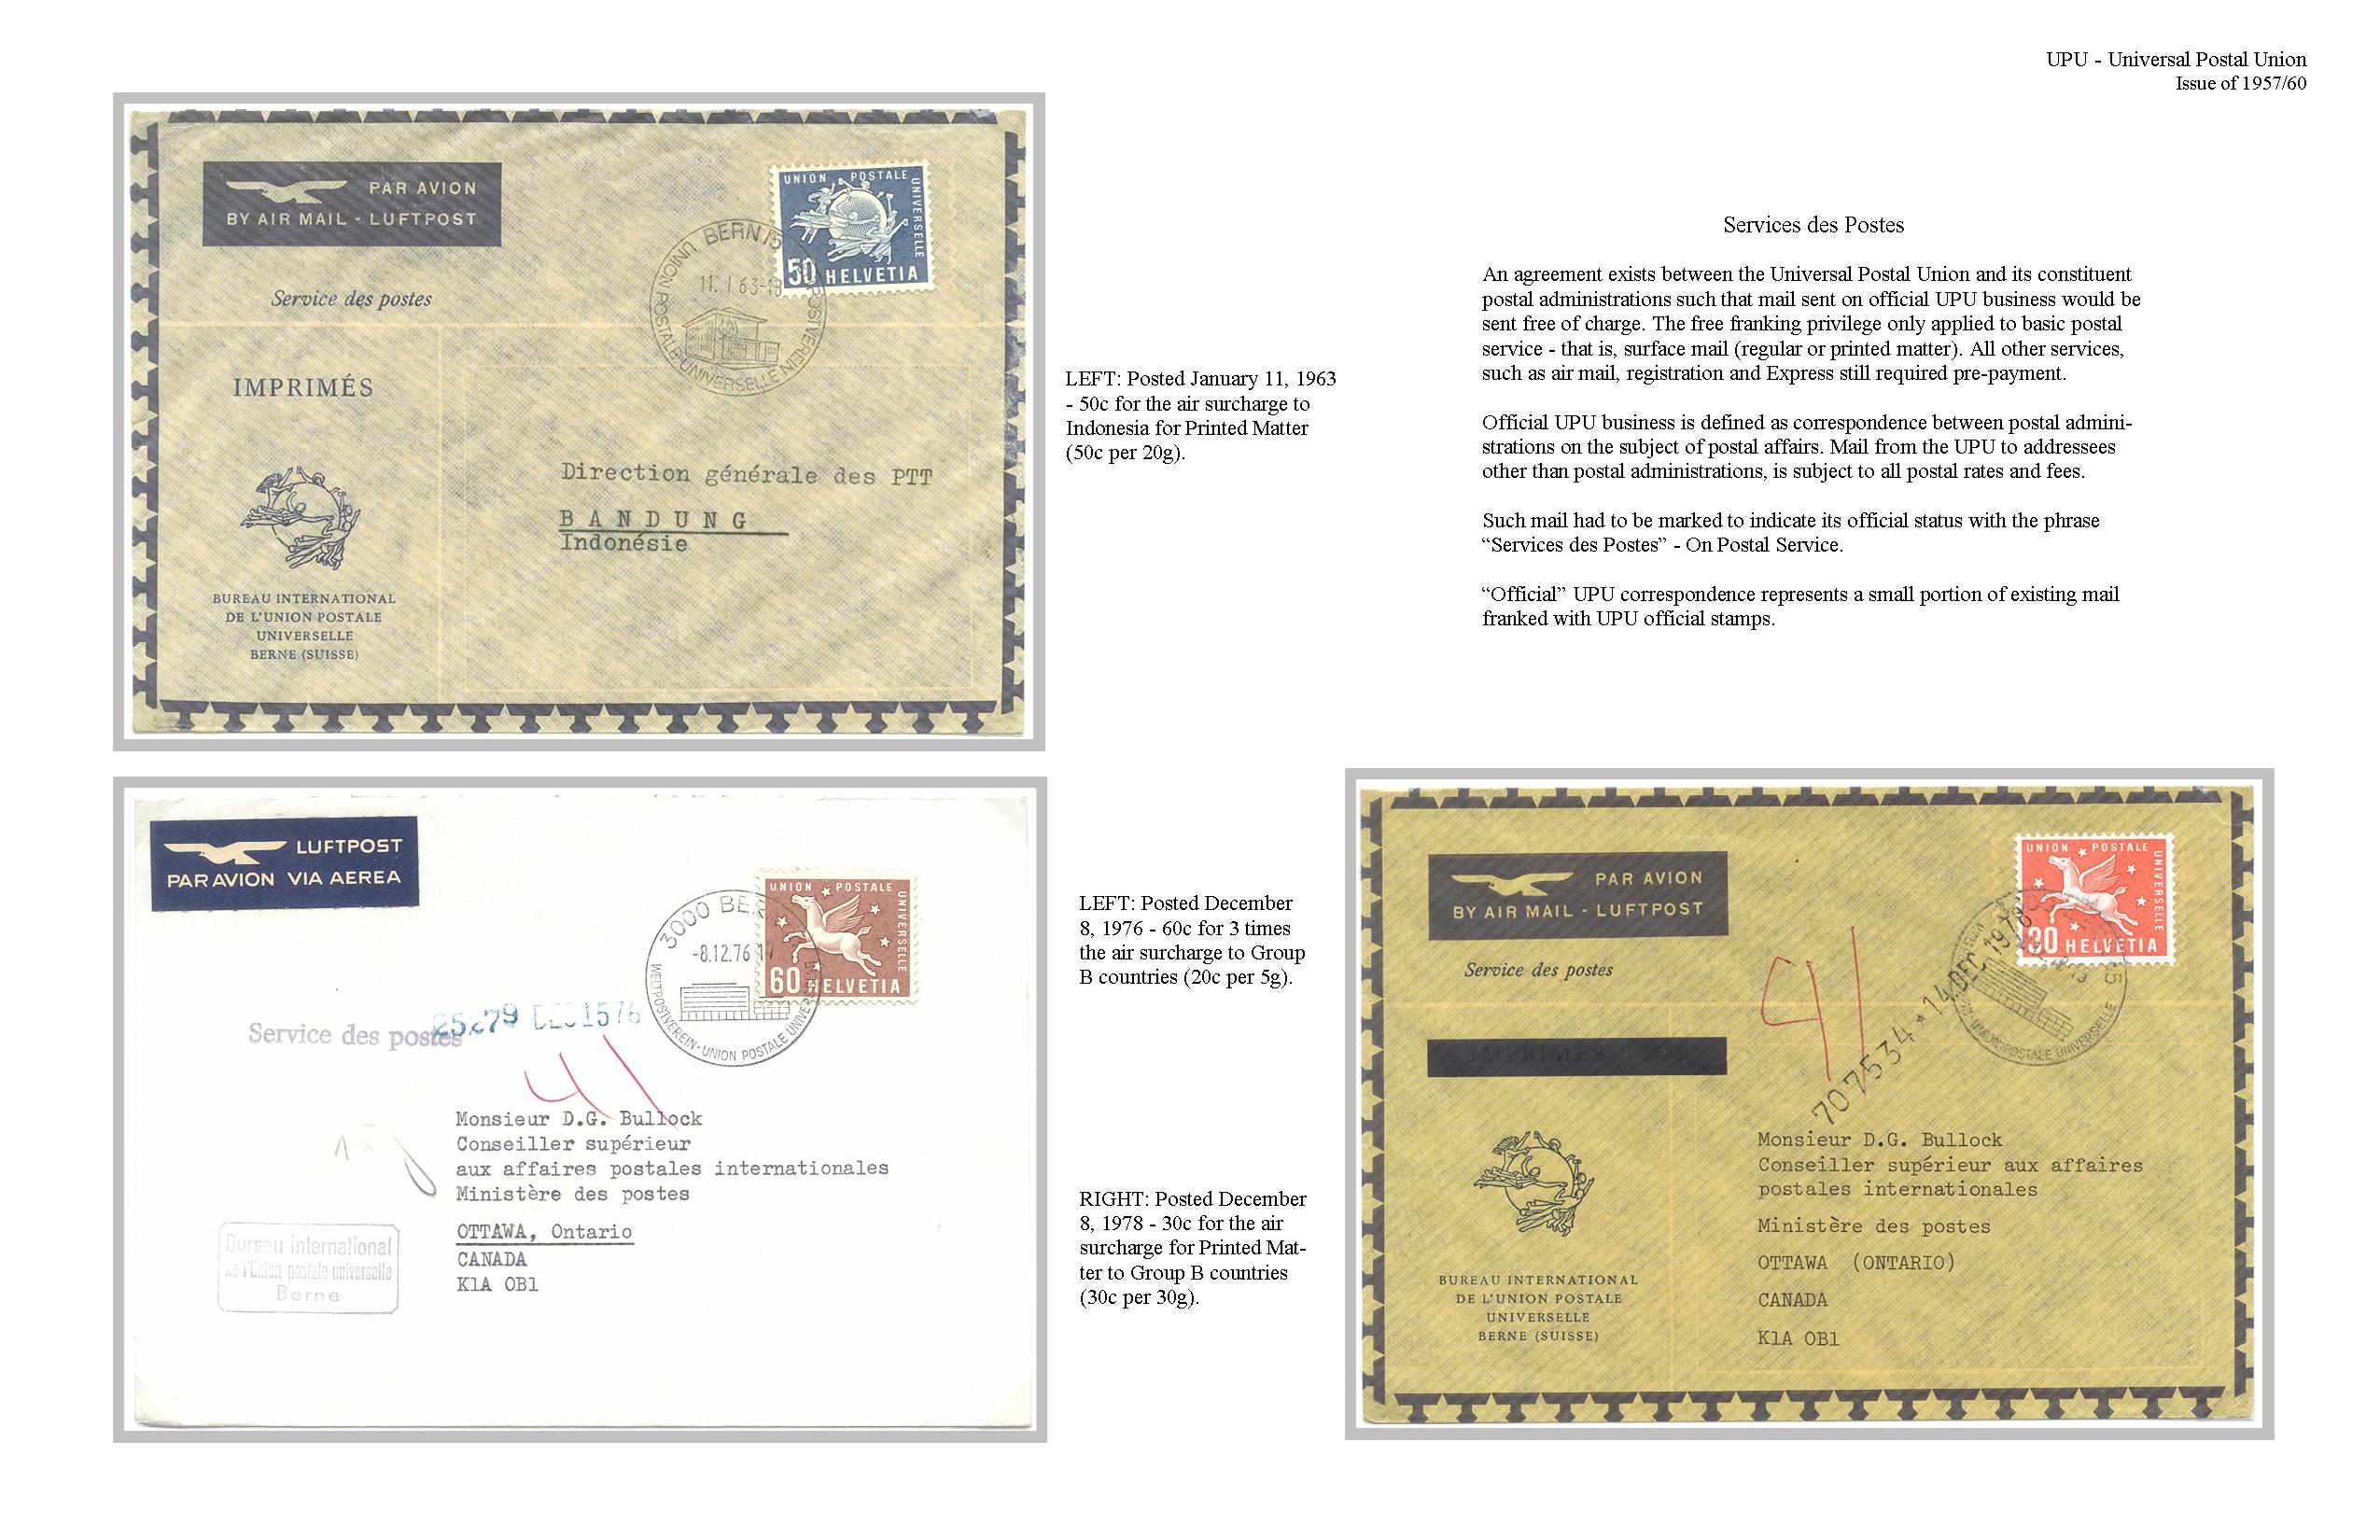 UPU - Universal Postal Union
Issue of 1957/60
PAR AVION
BY AIR MAIL - LUFTPOST
Service des postes
IMPRIMÉS
BUREAU INTERNATIONAL
DE L'UNION POSTALE
UNIVERSELLE
BERNE (SUISSE)
UNION POSTALE UNIVERSELLE
50 HELVETIA
BERN 15
11. 1. 63-18
UNION POSTALE UNIVERSELLE
Direction générale des PTT
BANDUNG
Indonésie
LEFT: Posted January 11, 1963
- 50c for the air surcharge to
Indonesia for Printed Matter
(50c per 20g).
Services des Postes
An agreement exists between the Universal Postal Union and its constituent
postal administrations such that mail sent on official UPU business would be
sent free of charge. The free franking privilege only applied to basic postal
service - that is, surface mail (regular or printed matter). All other services,
such as air mail, registration and Express still required pre-payment.
Official UPU business is defined as correspondence between postal admini-
strations on the subject of postal affairs. Mail from the UPU to addressees
other than postal administrations, is subject to all postal rates and fees.
Such mail had to be marked to indicate its official status with the phrase
“Services des Postes” - On Postal Service.
“Official” UPU correspondence represents a small portion of existing mail
franked with UPU official stamps.
LUFTPOST
PAR AVION VIA AEREA
UNION POSTALE UNIVERSELLE
60 HELVETIA
3000 BE
-8.12.76
WELTPOSTVEREIN - UNION POSTALE UNIVERSELLE
Service des postes
25279 DEC 15 76
41
Monsieur D.G. Bullock
Conseiller supérieur
aux affaires postales internationales
Ministère des postes
OTTAWA, Ontario
CANADA
K1A OB1
Bureau international
de l'Union postale universelle
Berne
LEFT: Posted December
8, 1976 - 60c for 3 times
the air surcharge to Group
B countries (20c per 5g).
RIGHT: Posted December
8, 1978 - 30c for the air
surcharge for Printed Mat-
ter to Group B countries
(30c per 30g).
PAR AVION
BY AIR MAIL - LUFTPOST
Service des postes
IMPRIMÉS
BUREAU INTERNATIONAL
DE L'UNION POSTALE
UNIVERSELLE
BERNE (SUISSE)
UNION POSTALE UNIVERSELLE
30 HELVETIA
UNION POSTALE UNIVERSELLE
707534 * 14 DEC 1978
91
Monsieur D.G. Bullock
Conseiller supérieur aux affaires
postales internationales
Ministère des postes
OTTAWA (ONTARIO)
CANADA
K1A OB1